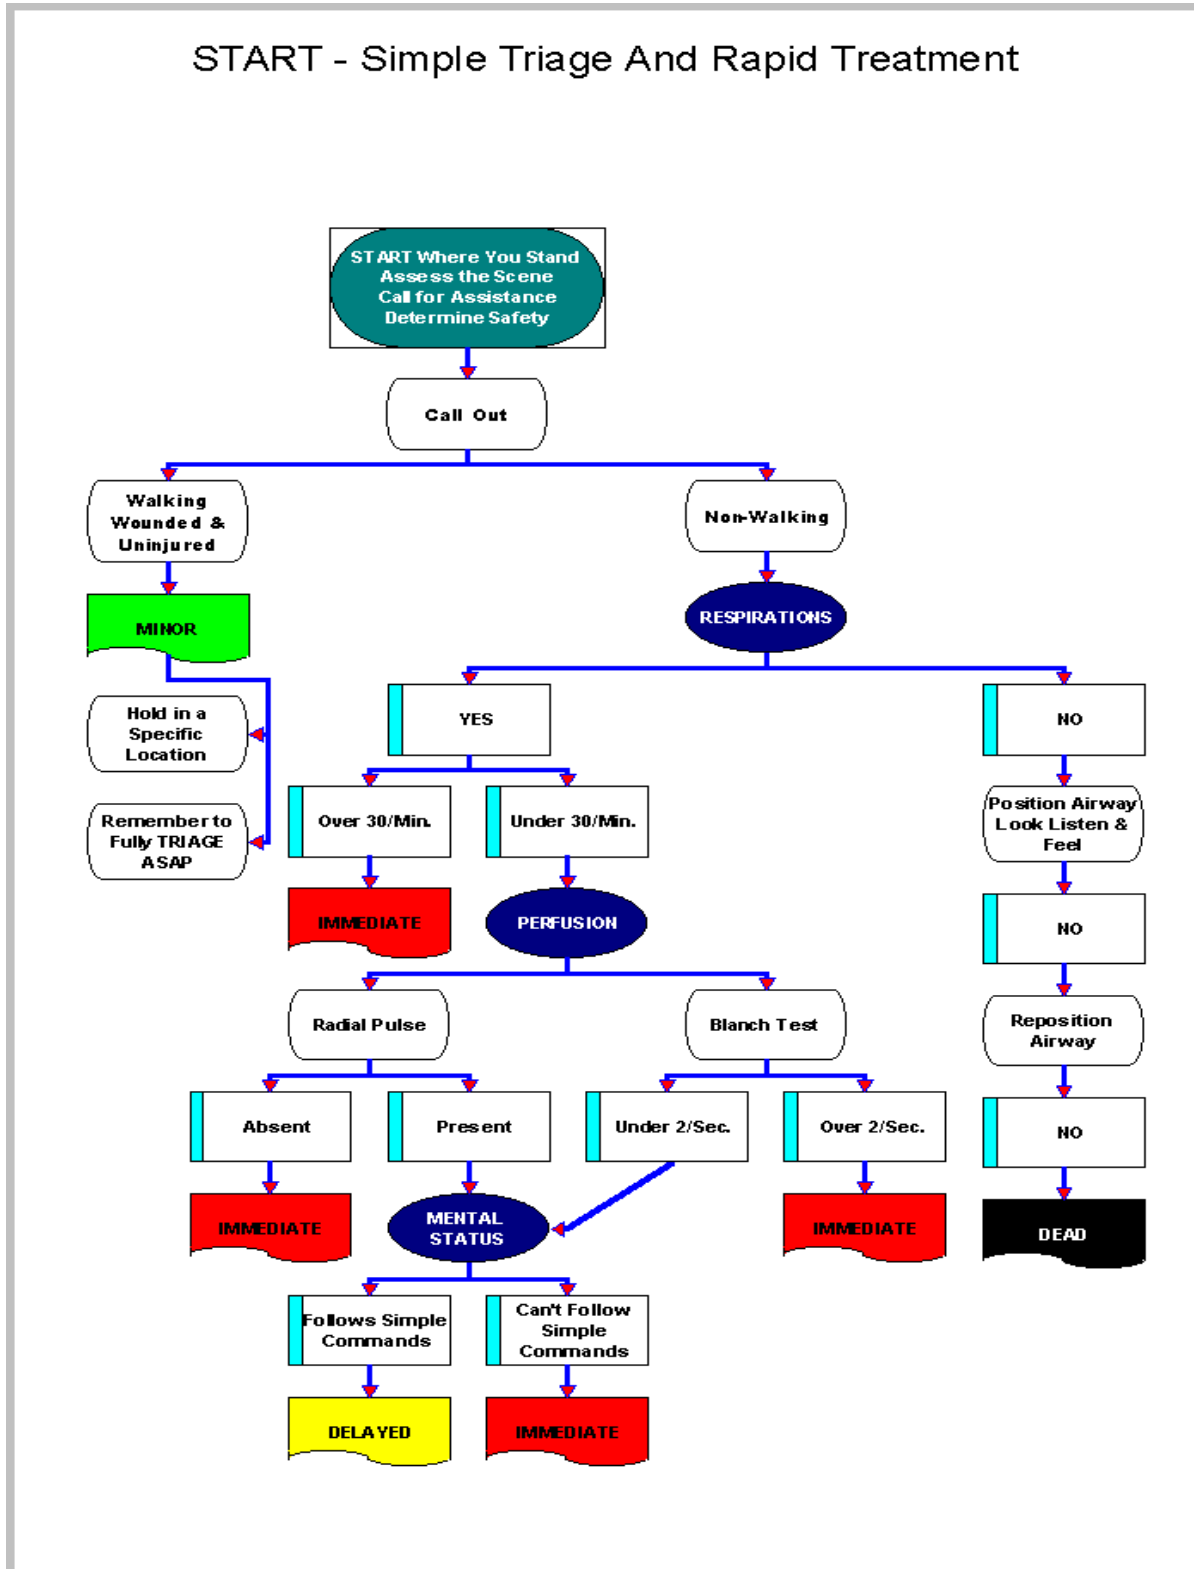 START - Simple Triage And Rapid Treatment
START Where You Stand
Assess the Scene
Call for Assistance
Determine Safety
Call Out
Walking
Wounded &
Uninjured
Non-Walking
MINOR
RESPIRATIONS
Hold in a
Specific
Location
YES
NO
Remember to
Fully TRIAGE
ASAP
Over 30/Min.
Under 30/Min.
Position Airway
Look Listen &
Feel
IMMEDIATE
PERFUSION
NO
Radial Pulse
Blanch Test
Reposition
Airway
Absent
Present
Under 2/Sec.
Over 2/Sec.
NO
IMMEDIATE
MENTAL
STATUS
IMMEDIATE
DEAD
Follows Simple
Commands
Can't Follow
Simple
Commands
DELAYED
IMMEDIATE